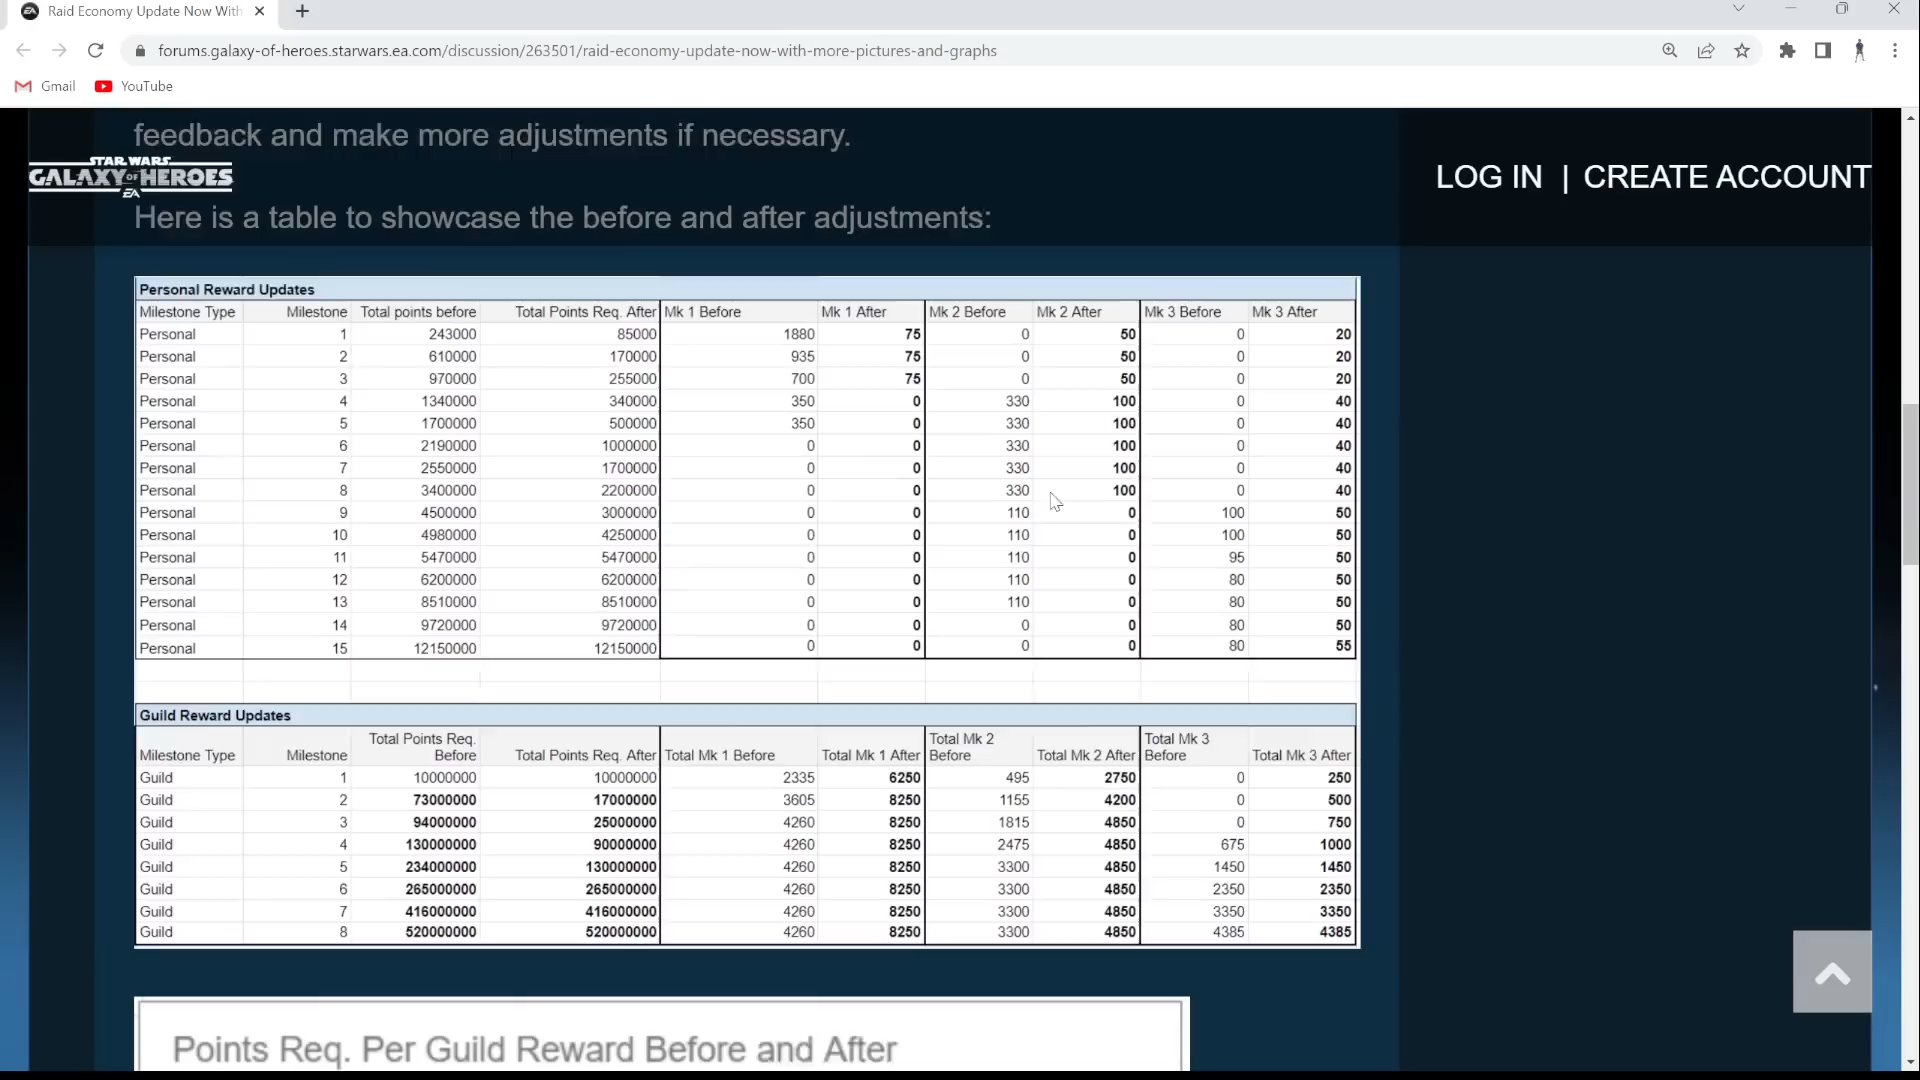 Raid Economy Update Now With
forums.galaxy-of-heroes.starwars.ea.com/discussion/263501/raid-economy-update-now-with-more-pictures-and-graphs
Gmail YouTube
feedback and make more adjustments if necessary.
STAR WARS
GALAXY OF HEROES
EA
LOG IN | CREATE ACCOUNT
Here is a table to showcase the before and after adjustments:
Personal Reward Updates
Milestone Type Milestone Total points before Total Points Req. After Mk 1 Before Mk 1 After Mk 2 Before Mk 2 After Mk 3 Before Mk 3 After
Personal 1 243000 85000 1880 75 0 50 0 20
Personal 2 610000 170000 935 75 0 50 0 20
Personal 3 970000 255000 700 75 0 50 0 20
Personal 4 1340000 340000 350 0 330 100 0 40
Personal 5 1700000 500000 350 0 330 100 0 40
Personal 6 2190000 1000000 0 0 330 100 0 40
Personal 7 2550000 1700000 0 0 330 100 0 40
Personal 8 3400000 2200000 0 0 330 100 0 40
Personal 9 4500000 3000000 0 0 110 0 100 50
Personal 10 4980000 4250000 0 0 110 0 100 50
Personal 11 5470000 5470000 0 0 110 0 95 50
Personal 12 6200000 6200000 0 0 110 0 80 50
Personal 13 8510000 8510000 0 0 110 0 80 50
Personal 14 9720000 9720000 0 0 0 0 80 50
Personal 15 12150000 12150000 0 0 0 0 80 55
Guild Reward Updates
Total Points Req. Total Mk 2 Total Mk 3
Milestone Type Milestone Before Total Points Req. After Total Mk 1 Before Total Mk 1 After Before Total Mk 2 After Before Total Mk 3 After
Guild 1 10000000 10000000 2335 6250 495 2750 0 250
Guild 2 73000000 17000000 3605 8250 1155 4200 0 500
Guild 3 94000000 25000000 4260 8250 1815 4850 0 750
Guild 4 130000000 90000000 4260 8250 2475 4850 675 1000
Guild 5 234000000 130000000 4260 8250 3300 4850 1450 1450
Guild 6 265000000 265000000 4260 8250 3300 4850 2350 2350
Guild 7 416000000 416000000 4260 8250 3300 4850 3350 3350
Guild 8 520000000 520000000 4260 8250 3300 4850 4385 4385
Points Req. Per Guild Reward Before and After